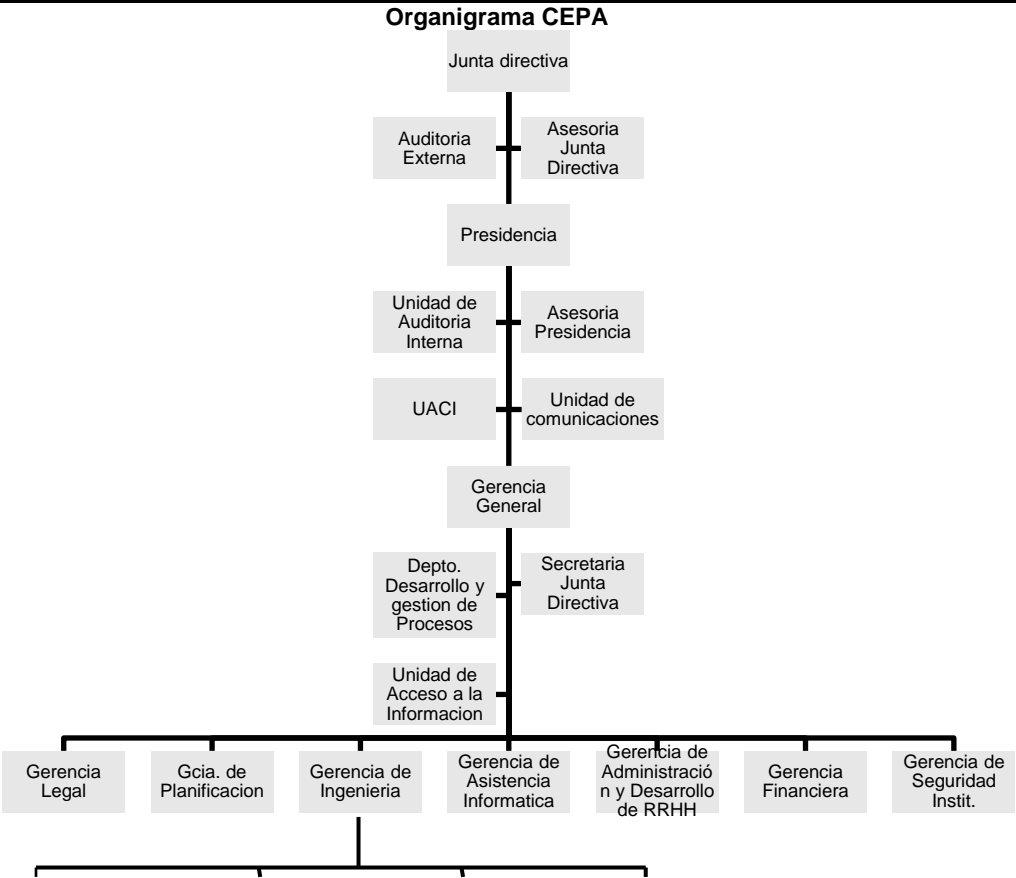 Organigrama CEPA
Junta directiva
Auditoria
Externa
Asesoria
Junta
Directiva
Presidencia
Unidad de
Auditoria
Interna
Asesoria
Presidencia
UACI
Unidad de
comunicaciones
Gerencia
General
Depto.
Desarrollo y
gestion de
Procesos
Secretaria
Junta
Directiva
Unidad de
Acceso a la
Informacion
Gerencia
Legal
Gcia. de
Planificacion
Gerencia de
Ingenieria
Gerencia de
Asistencia
Informatica
Gerencia de
Administració
n y Desarrollo
de RRHH
Gerencia
Financiera
Gerencia de
Seguridad
Instit.